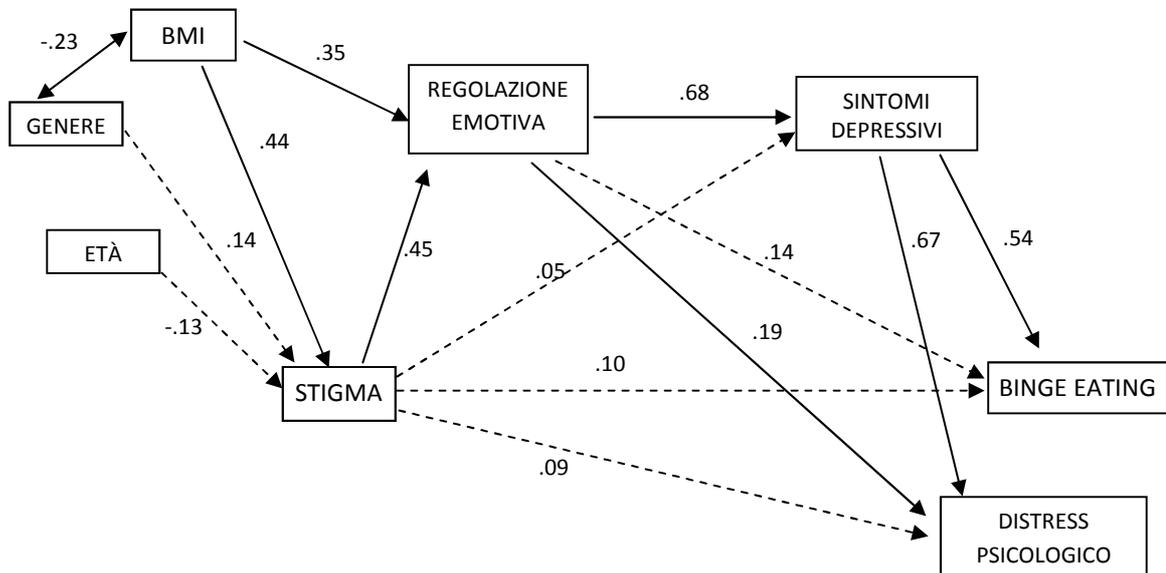 BMI
-.23
.35
REGOLAZIONE
EMOTIVA
.68
SINTOMI
DEPRESSIVI
GENERE
.44
.14
.45
.05
.14
.67
.54
ETÀ
-.13
.19
STIGMA
.10
BINGE EATING
.09
DISTRESS
PSICOLOGICO